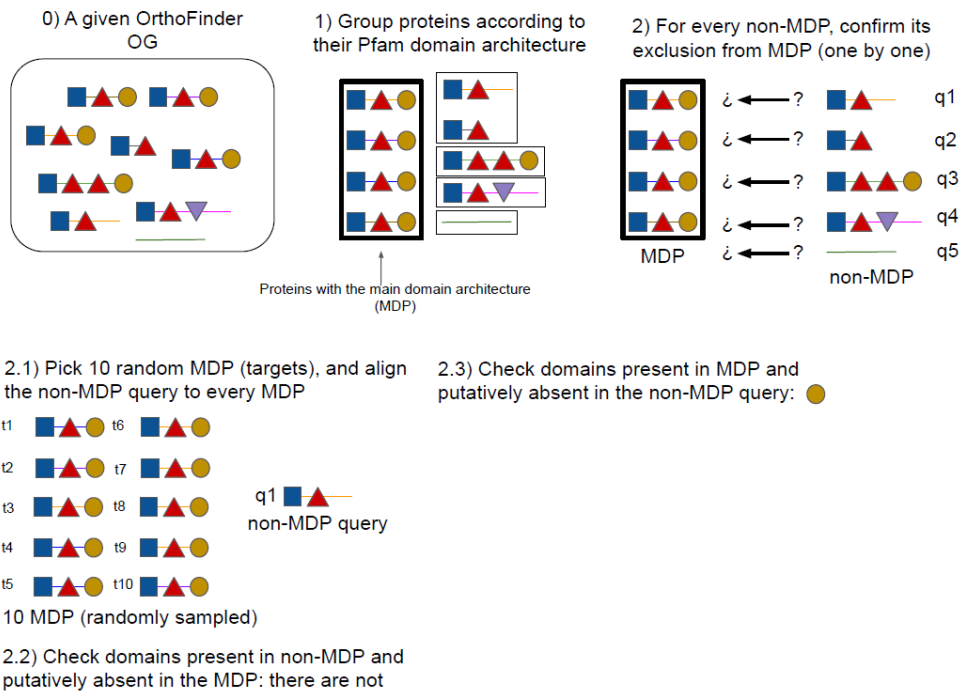 0) A given OrthoFinder
OG
1) Group proteins according to
their Pfam domain architecture
Proteins with the main domain architecture
(MDP)
2) For every non-MDP, confirm its
exclusion from MDP (one by one)
¿ ? q1
¿ ? q2
¿ ? q3
¿ ? q4
¿ ? q5
MDP
non-MDP
2.1) Pick 10 random MDP (targets), and align
the non-MDP query to every MDP
t1 t6
t2 t7
t3 t8
t4 t9
t5 t10
q1
non-MDP query
10 MDP (randomly sampled)
2.2) Check domains present in non-MDP and
putatively absent in the MDP: there are not
2.3) Check domains present in MDP and
putatively absent in the non-MDP query: